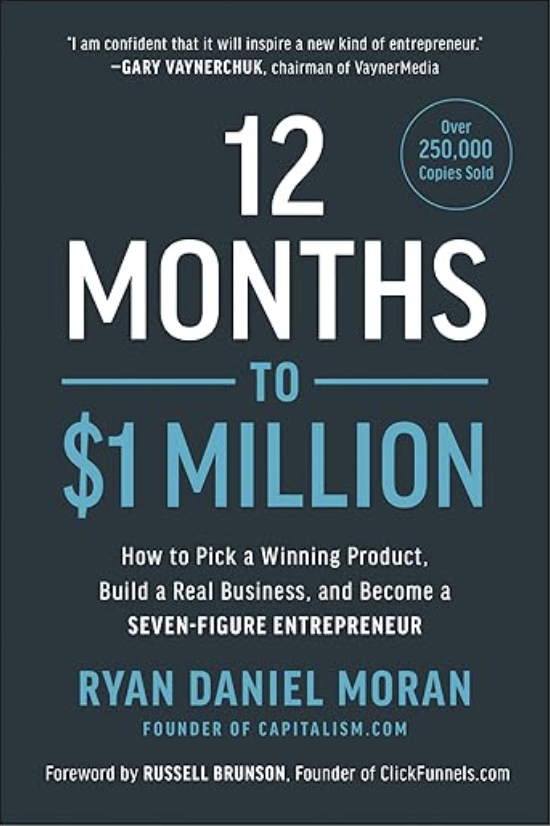 "I am confident that it will inspire a new kind of entrepreneur."
—GARY VAYNERCHUK, chairman of VaynerMedia
12
Over
250,000
Copies Sold
MONTHS
TO
$1 MILLION
How to Pick a Winning Product,
Build a Real Business, and Become a
SEVEN-FIGURE ENTREPRENEUR
RYAN DANIEL MORAN
FOUNDER OF CAPITALISM.COM
Foreword by RUSSELL BRUNSON, Founder of ClickFunnels.com